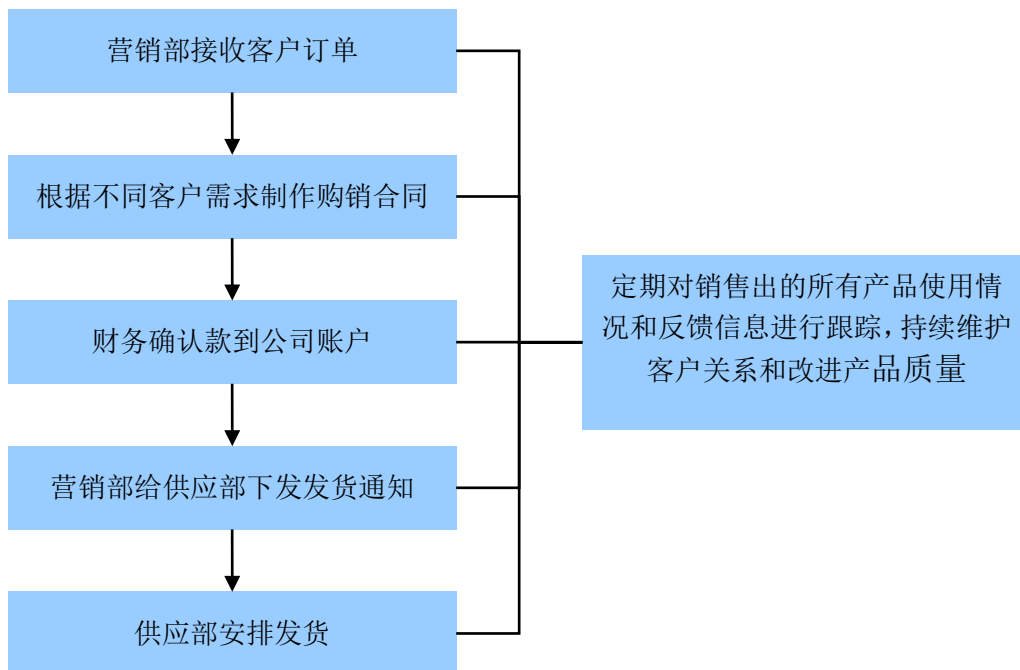 营销部接收客户订单
根据不同客户需求制作购销合同
财务确认款到公司账户
营销部给供应部下发发货通知
供应部安排发货
定期对销售出的所有产品使用情
况和反馈信息进行跟踪，持续维护
客户关系和改进产品质量